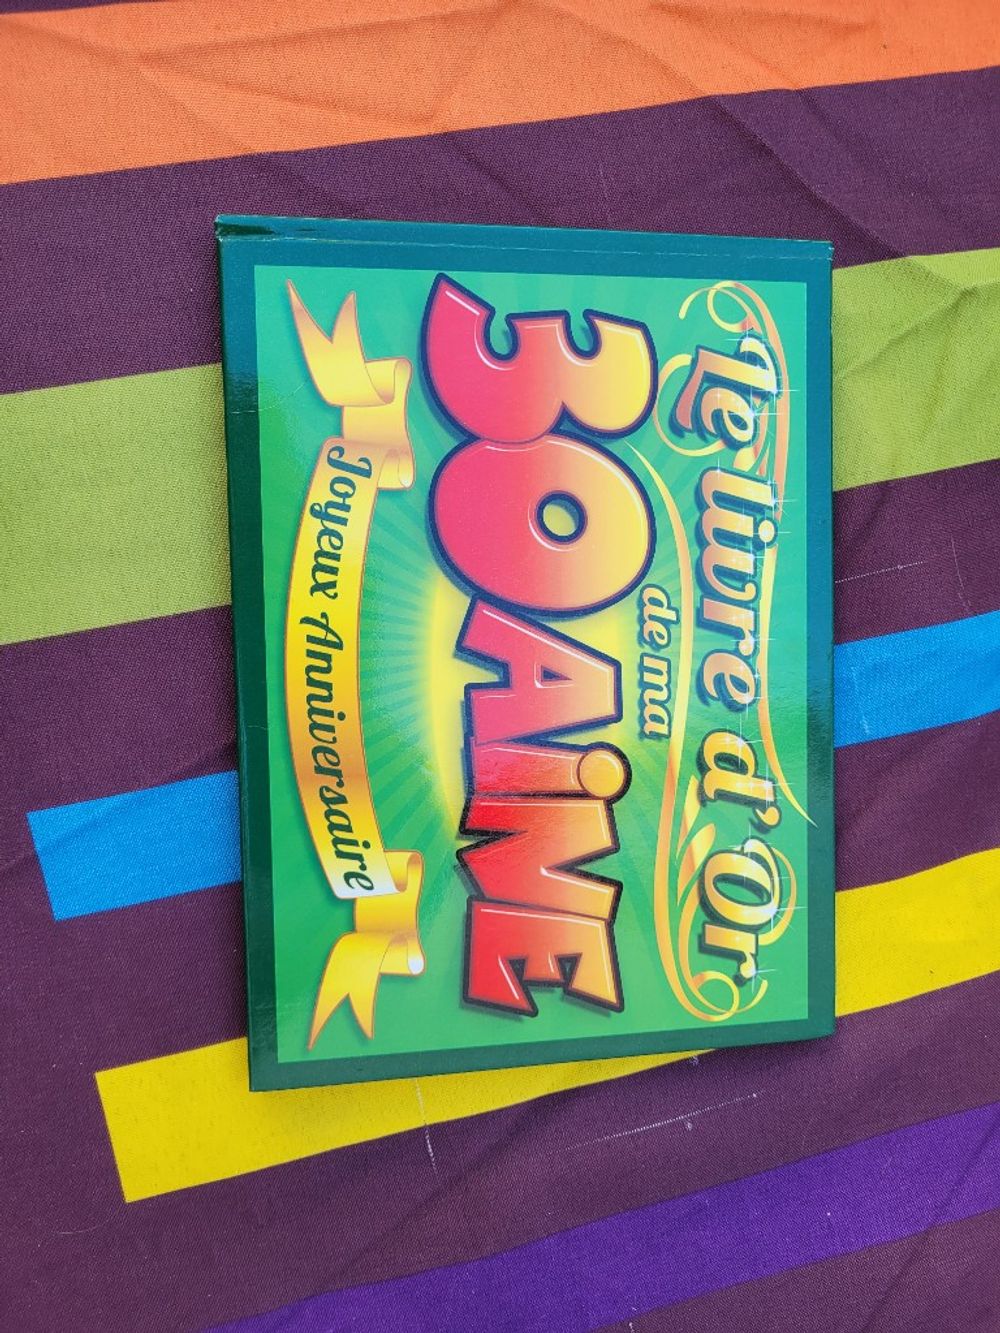 Le livre d'Or
de ma
30AiNE
Joyeux Anniversaire